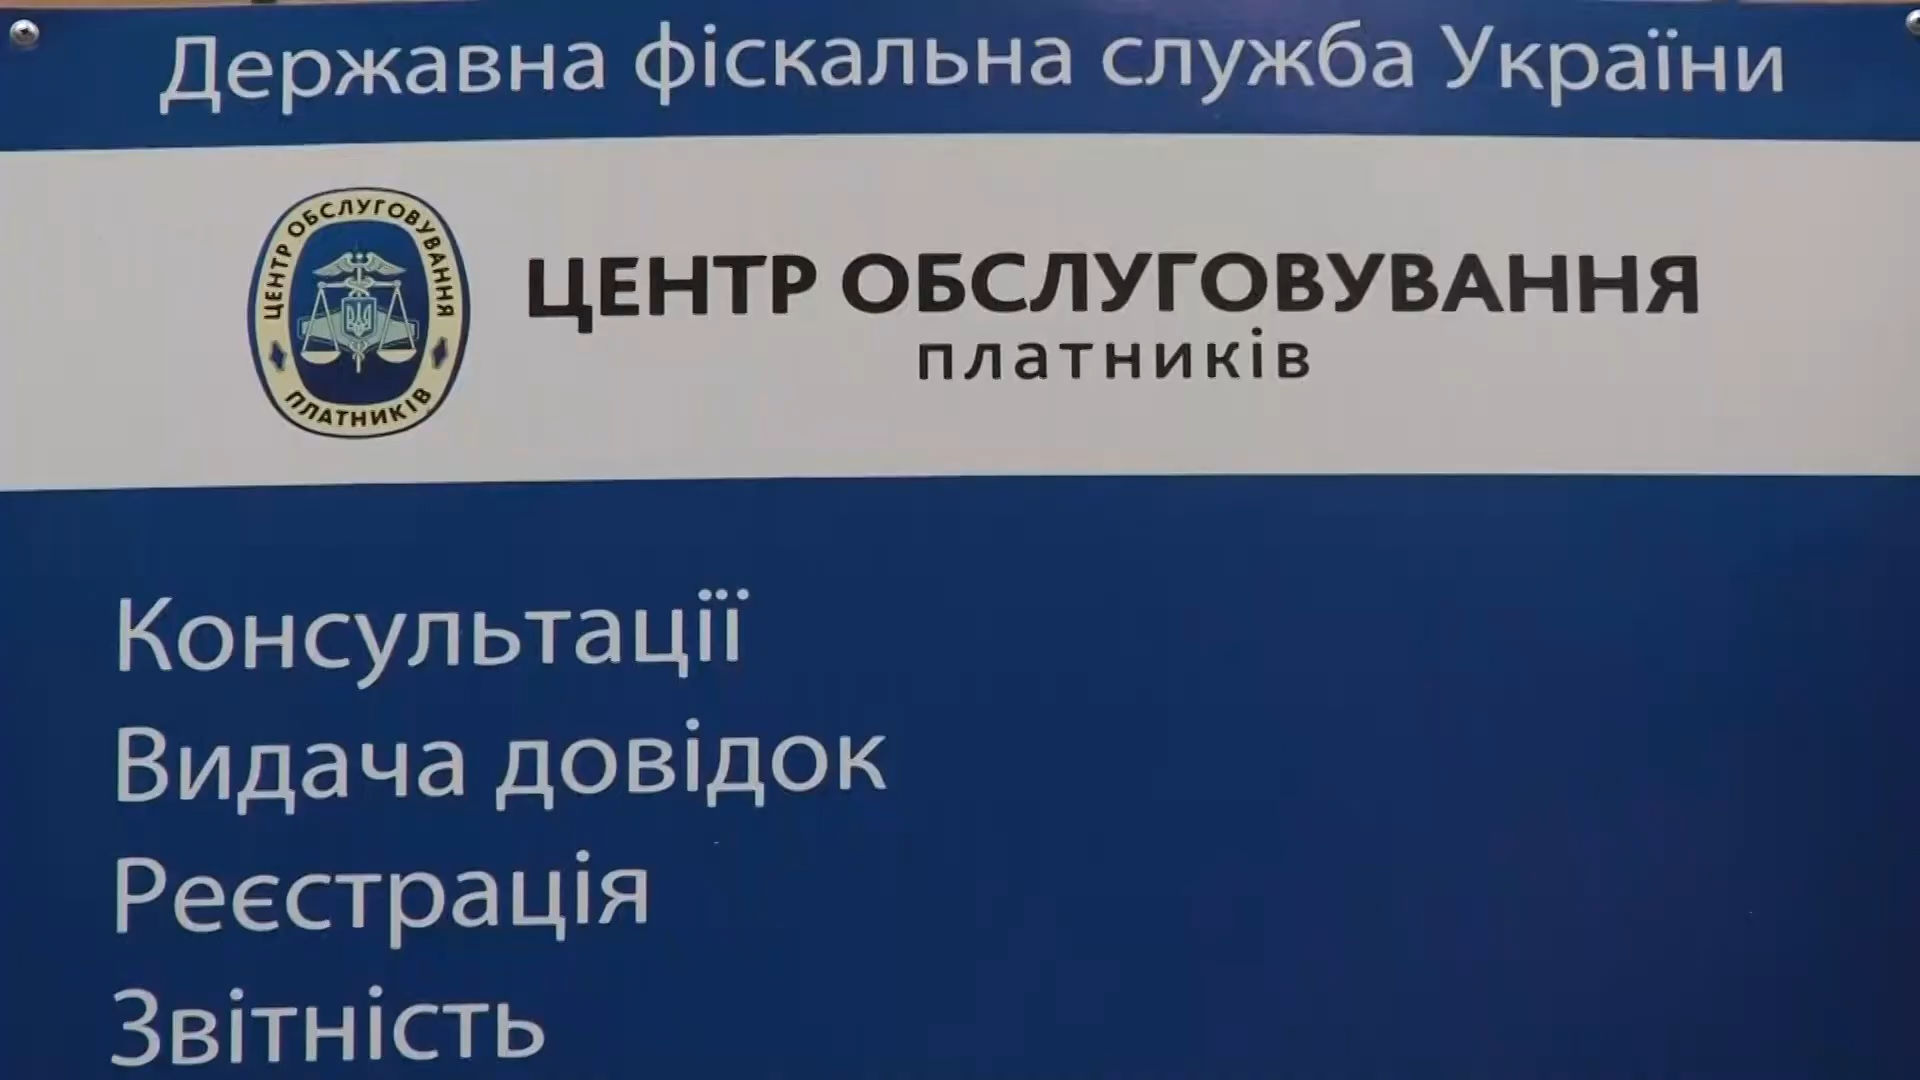 Державна фіскальна служба України
ЦЕНТР ОБСЛУГОВУВАННЯ
ПЛАТНИКІВ
ЦЕНТР ОБСЛУГОВУВАННЯ
платників
Консультації
Видача довідок
Реєстрація
Звітність